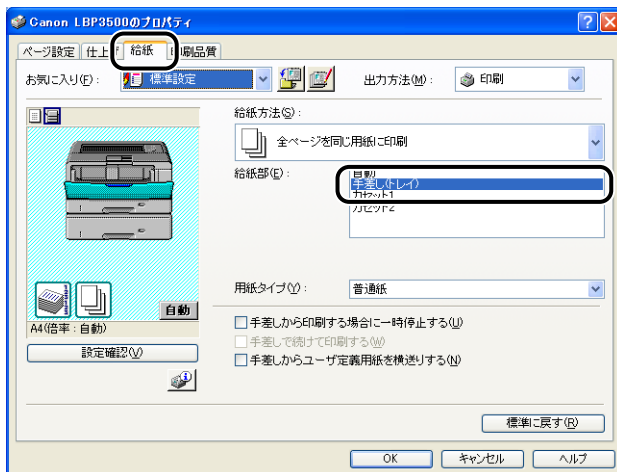 Canon LBP3500のプロパティ
ページ設定 仕上げ 給紙 印刷品質
お気に入り(F): 標準設定 出力方法(M): 印刷
給紙方法(S):
全ページを同じ用紙に印刷
給紙部(E):
自動
手差し(トレイ)
カセット1
カセット2
用紙タイプ(Y): 普通紙
自動
A4(倍率:自動)
設定確認(V)
手差しから印刷する場合に一時停止する(U)
手差しで続けて印刷する(W)
手差しからユーザ定義用紙を横送りする(N)
標準に戻す(R)
OK キャンセル ヘルプ